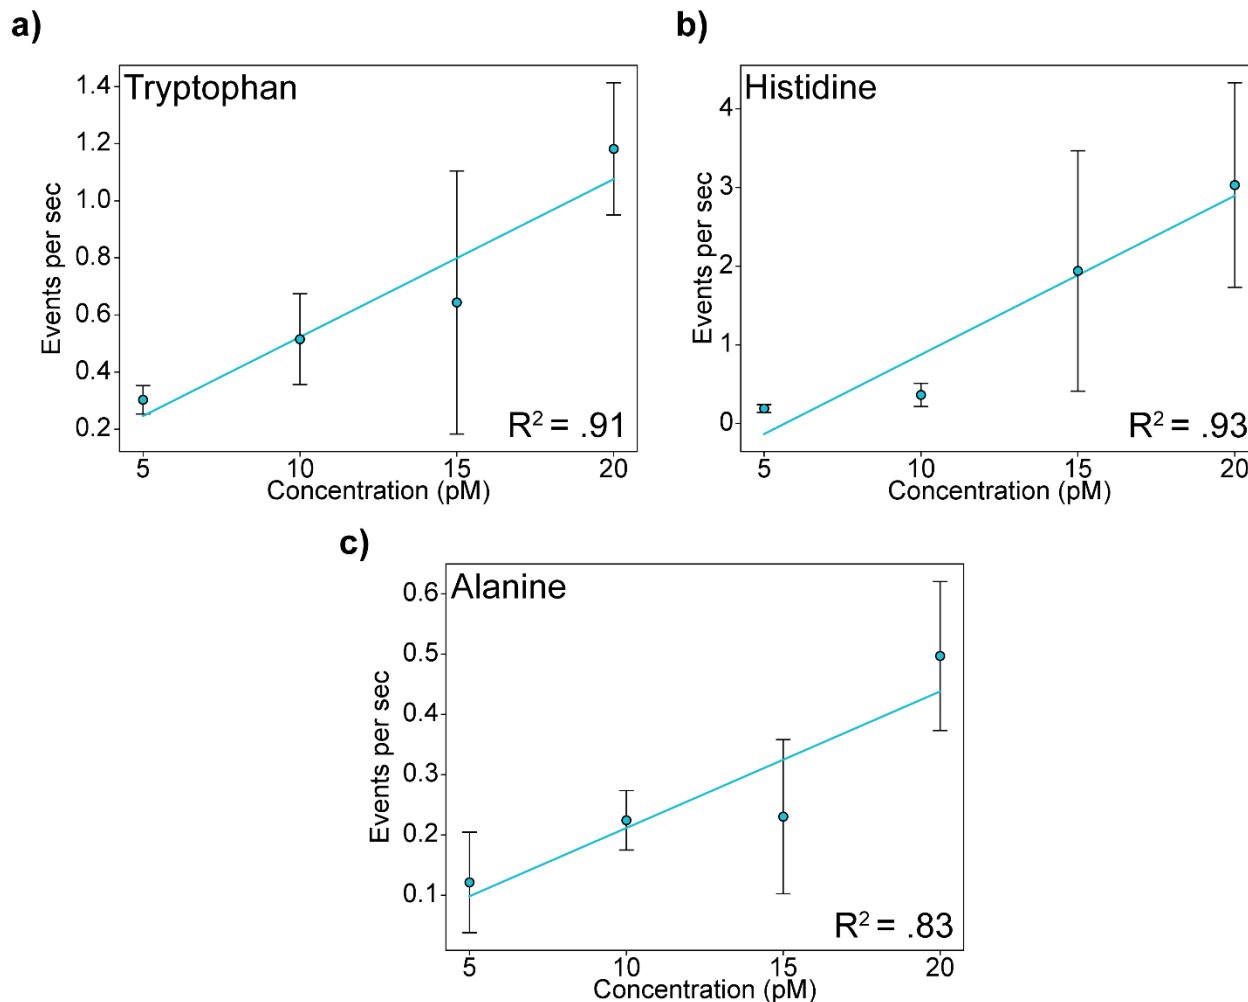 a)
Tryptophan
1.4
1.2
1.0
0.8
0.6
0.4
0.2
Events per sec
R² = .91
5 10 15 20
Concentration (pM)
b)
Histidine
4
3
2
1
0
Events per sec
R² = .93
5 10 15 20
Concentration (pM)
c)
Alanine
0.6
0.5
0.4
0.3
0.2
0.1
Events per sec
R² = .83
5 10 15 20
Concentration (pM)